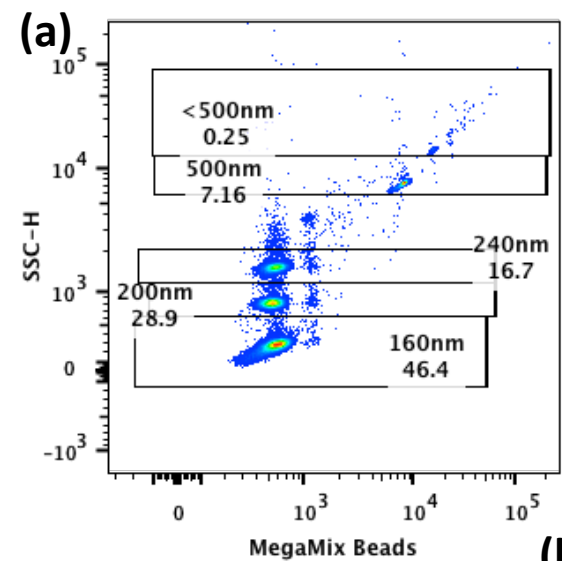 (a)
10^5
<500nm
0.25
10^4
500nm
7.16
SSC-H
240nm
16.7
10^3
200nm
28.9
160nm
46.4
0
-10^3
0
10^3
10^4
10^5
MegaMix Beads